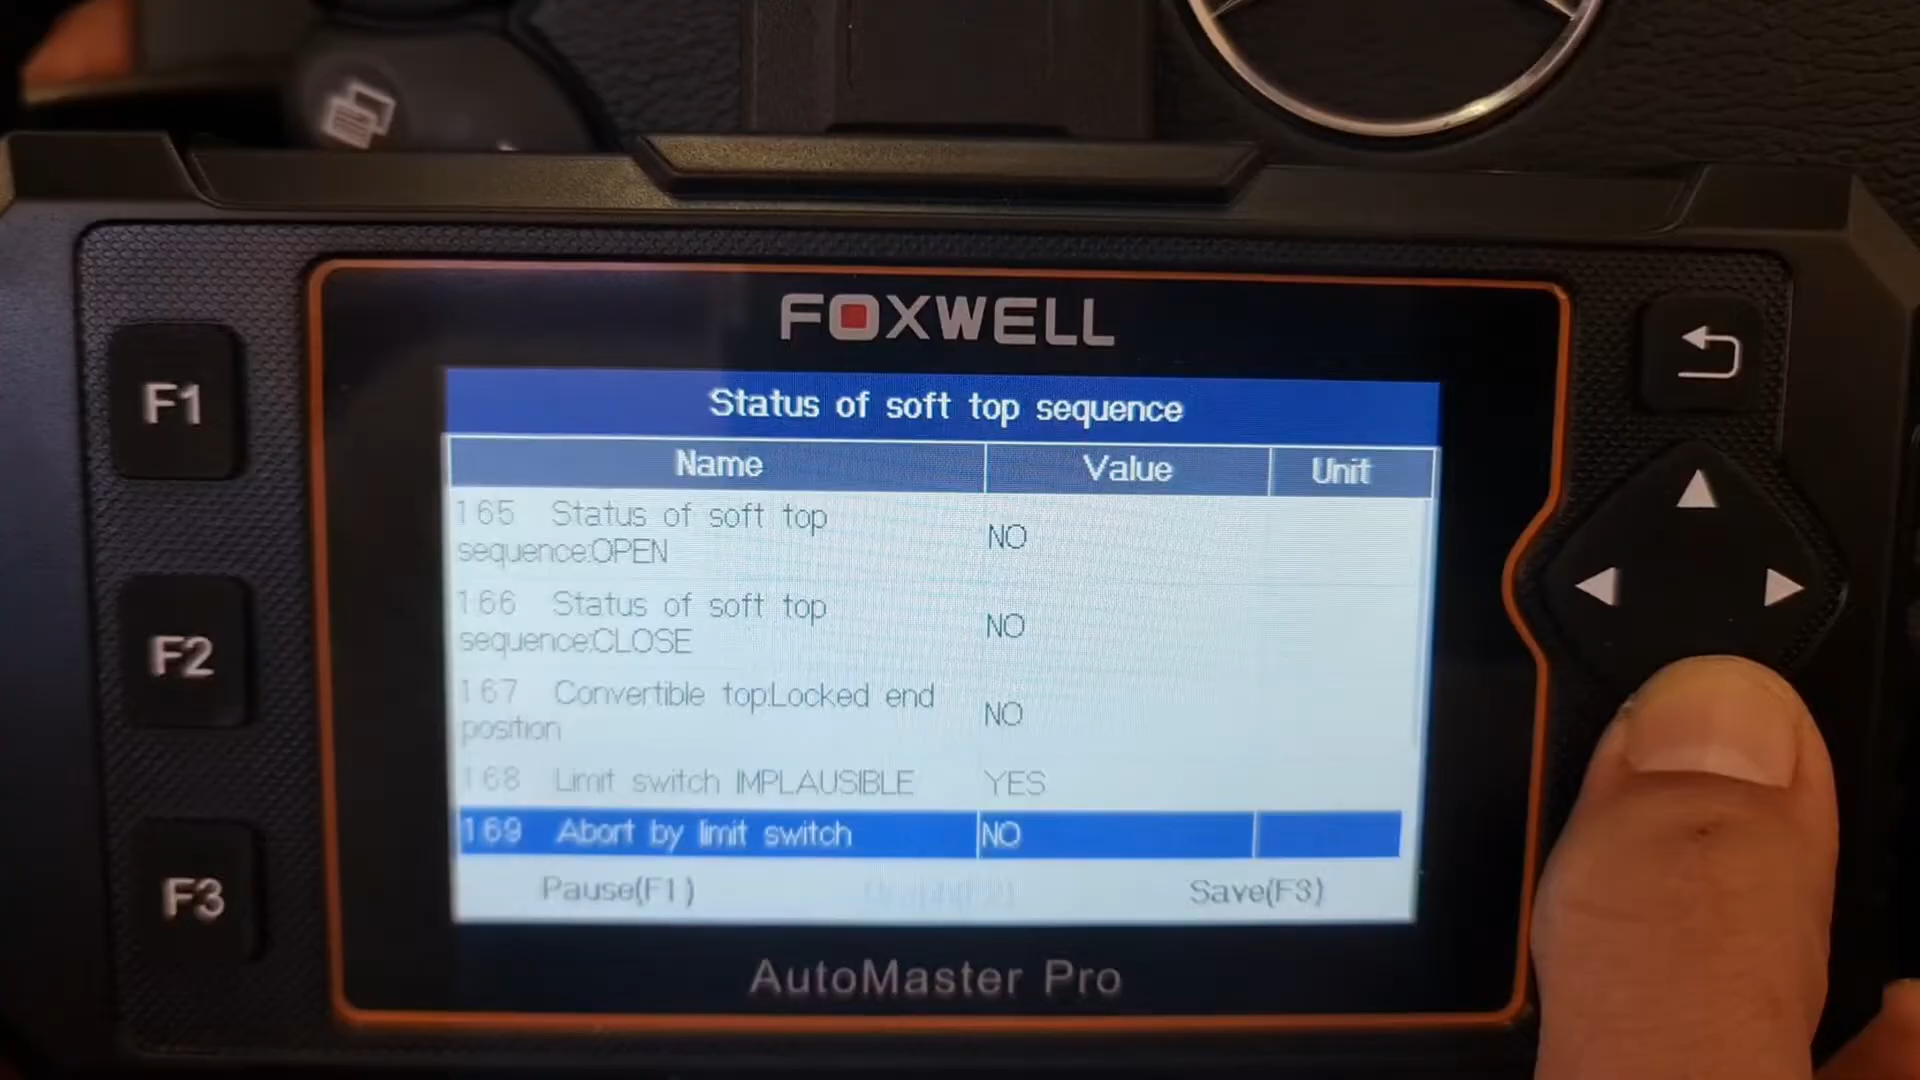 FOXWELL
Status of soft top sequence
Name Value Unit
165 Status of soft top
sequence:OPEN
NO
166 Status of soft top
sequence:CLOSE
NO
167 Convertible top:Locked end
position
NO
168 Limit switch IMPLAUSIBLE YES
169 Abort by limit switch NO
Pause(F1) Save(F3)
AutoMaster Pro
F1
F2
F3